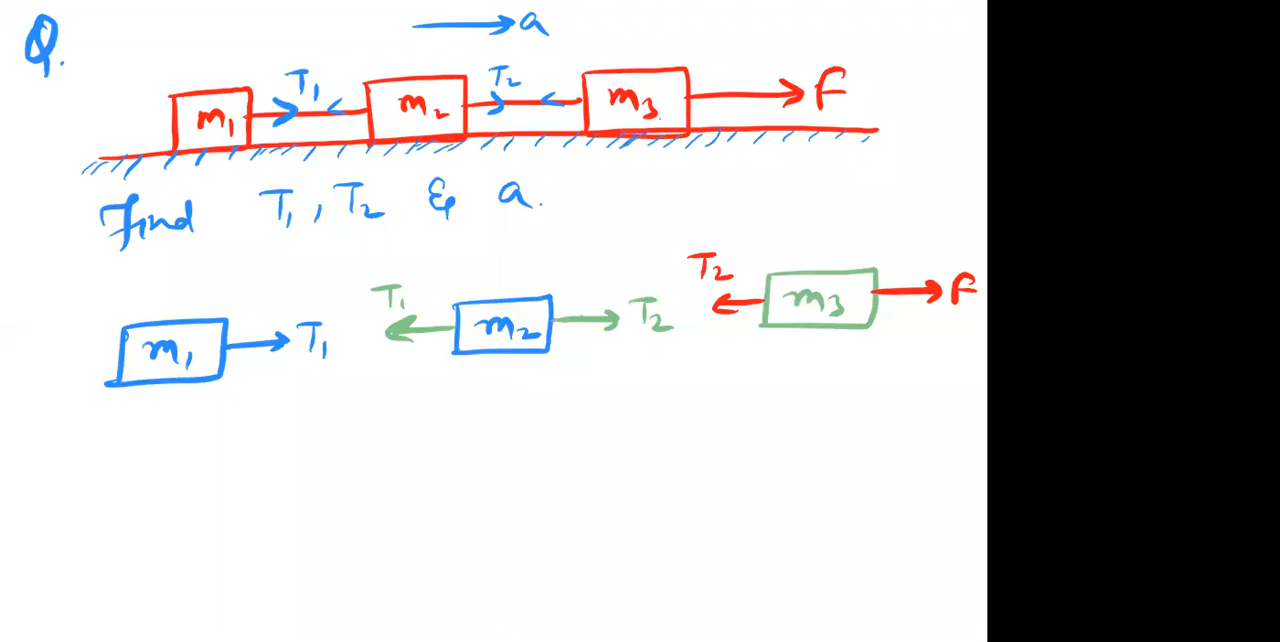 Q.
→ a
m₁ T₁ m₂ T₂ m₃ F
Find T₁, T₂ & a.
m₁ T₁ T₁ m₂ T₂ T₂ m₃ F